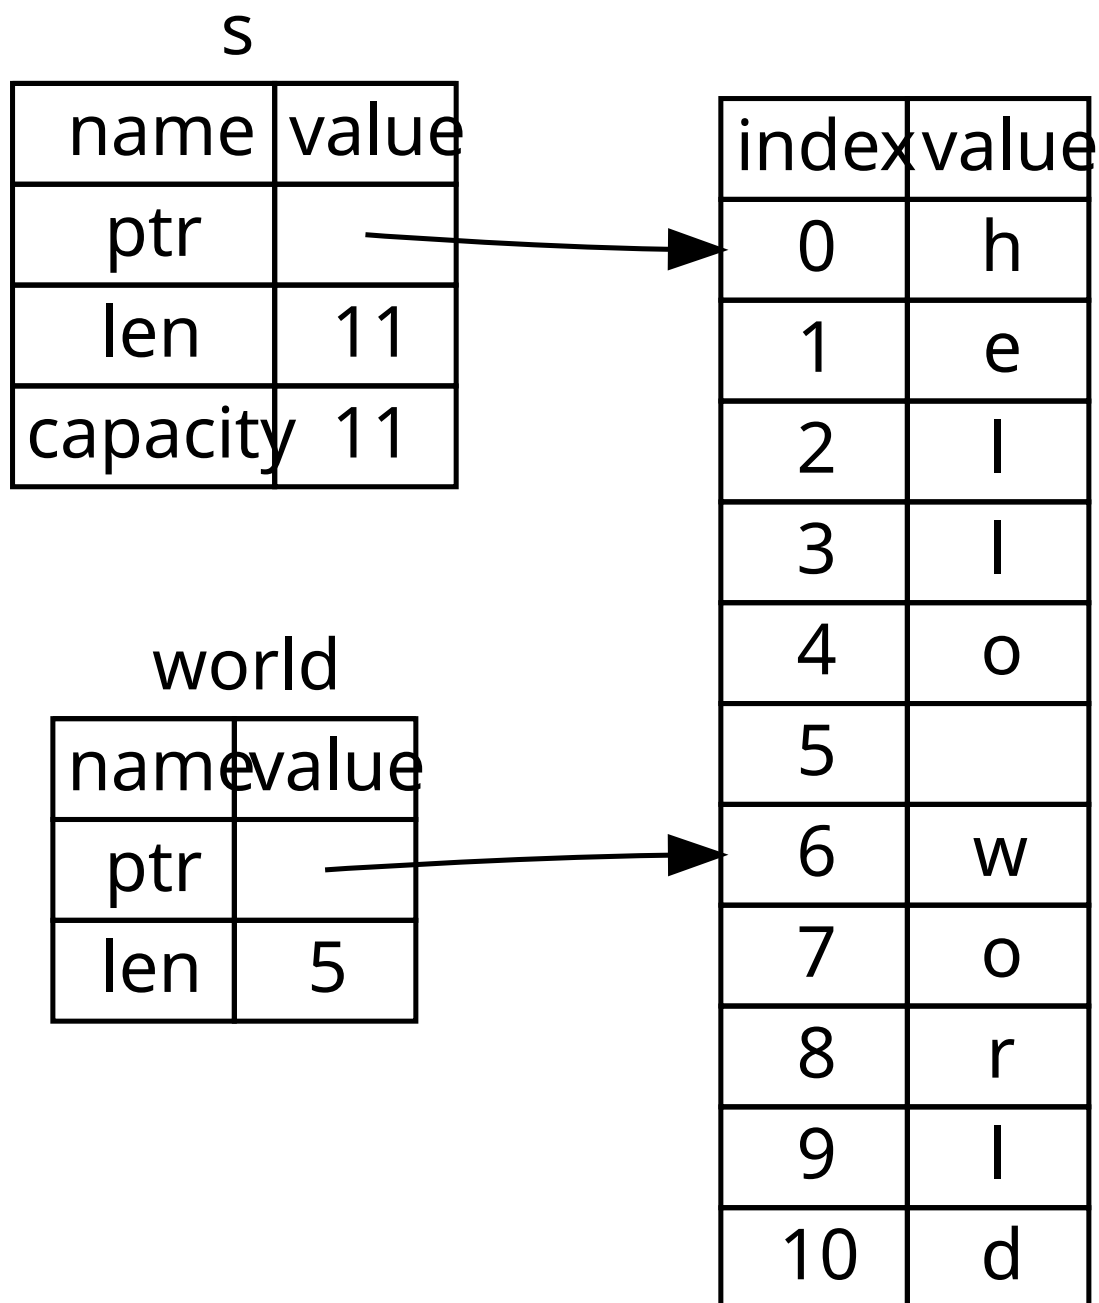 s
name value
ptr
len 11
capacity 11
world
name value
ptr
len 5
index value
0 h
1 e
2 l
3 l
4 o
5
6 w
7 o
8 r
9 l
10 d